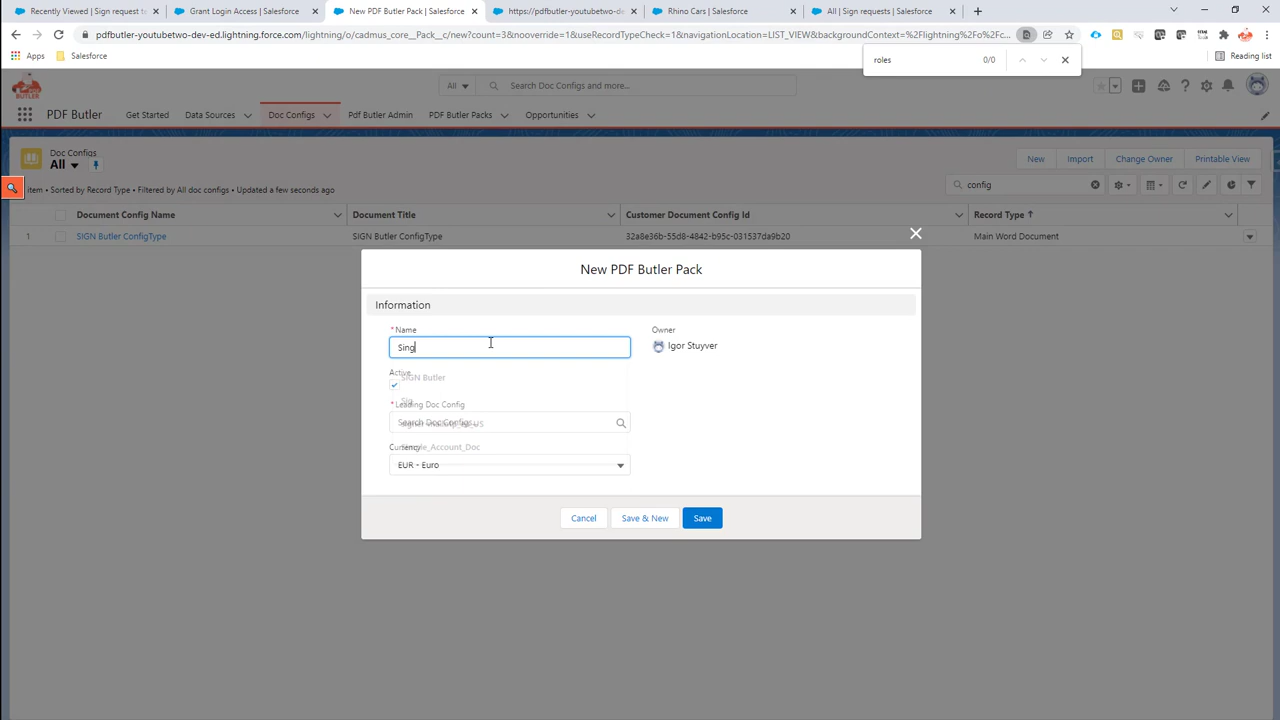 Recently Viewed | Sign request t
Grant Login Access | Salesforce
New PDF Butler Pack | Salesforce
https://pdfbutler-youtubetwo-de
Rhino Cars | Salesforce
All | Sign requests | Salesforce
pdfbutler-youtubetwo-dev-ed.lightning.force.com/lightning/o/cadmus_core__Pack__c/new?count=3&nooverride=1&useRecordTypeCheck=1&navigationLocation=LIST_VIEW&backgroundContext=%2Flightning%2Fo%2Fc...
Apps
Salesforce
roles
0/0
Reading list
All
Search Doc Configs and more...
PDF Butler
Get Started
Data Sources
Doc Configs
Pdf Butler Admin
PDF Butler Packs
Opportunities
Doc Configs
All
New
Import
Change Owner
Printable View
item • Sorted by Record Type • Filtered by All doc configs • Updated a few seconds ago
config
Document Config Name
Document Title
Customer Document Config Id
Record Type
1
SIGN Butler ConfigType
SIGN Butler ConfigType
32a8e36b-55d8-4842-b95c-031537da9b20
Main Word Document
New PDF Butler Pack
Information
* Name
Owner
Sing
Igor Stuyver
Active
SIGN Butler
Sig
* Leading Doc Config
Search Doc Configs...
Currency
EUR - Euro
Cancel
Save & New
Save